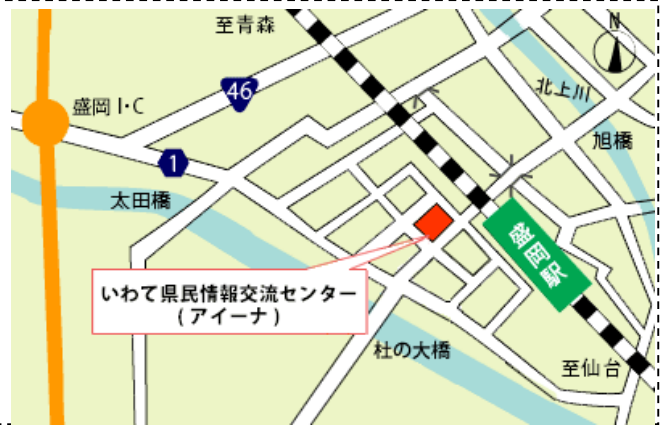 至青森
N
46
盛岡I・C
北上川
旭橋
1
太田橋
盛岡駅
いわて県民情報交流センター
(アイーナ)
杜の大橋
至仙台